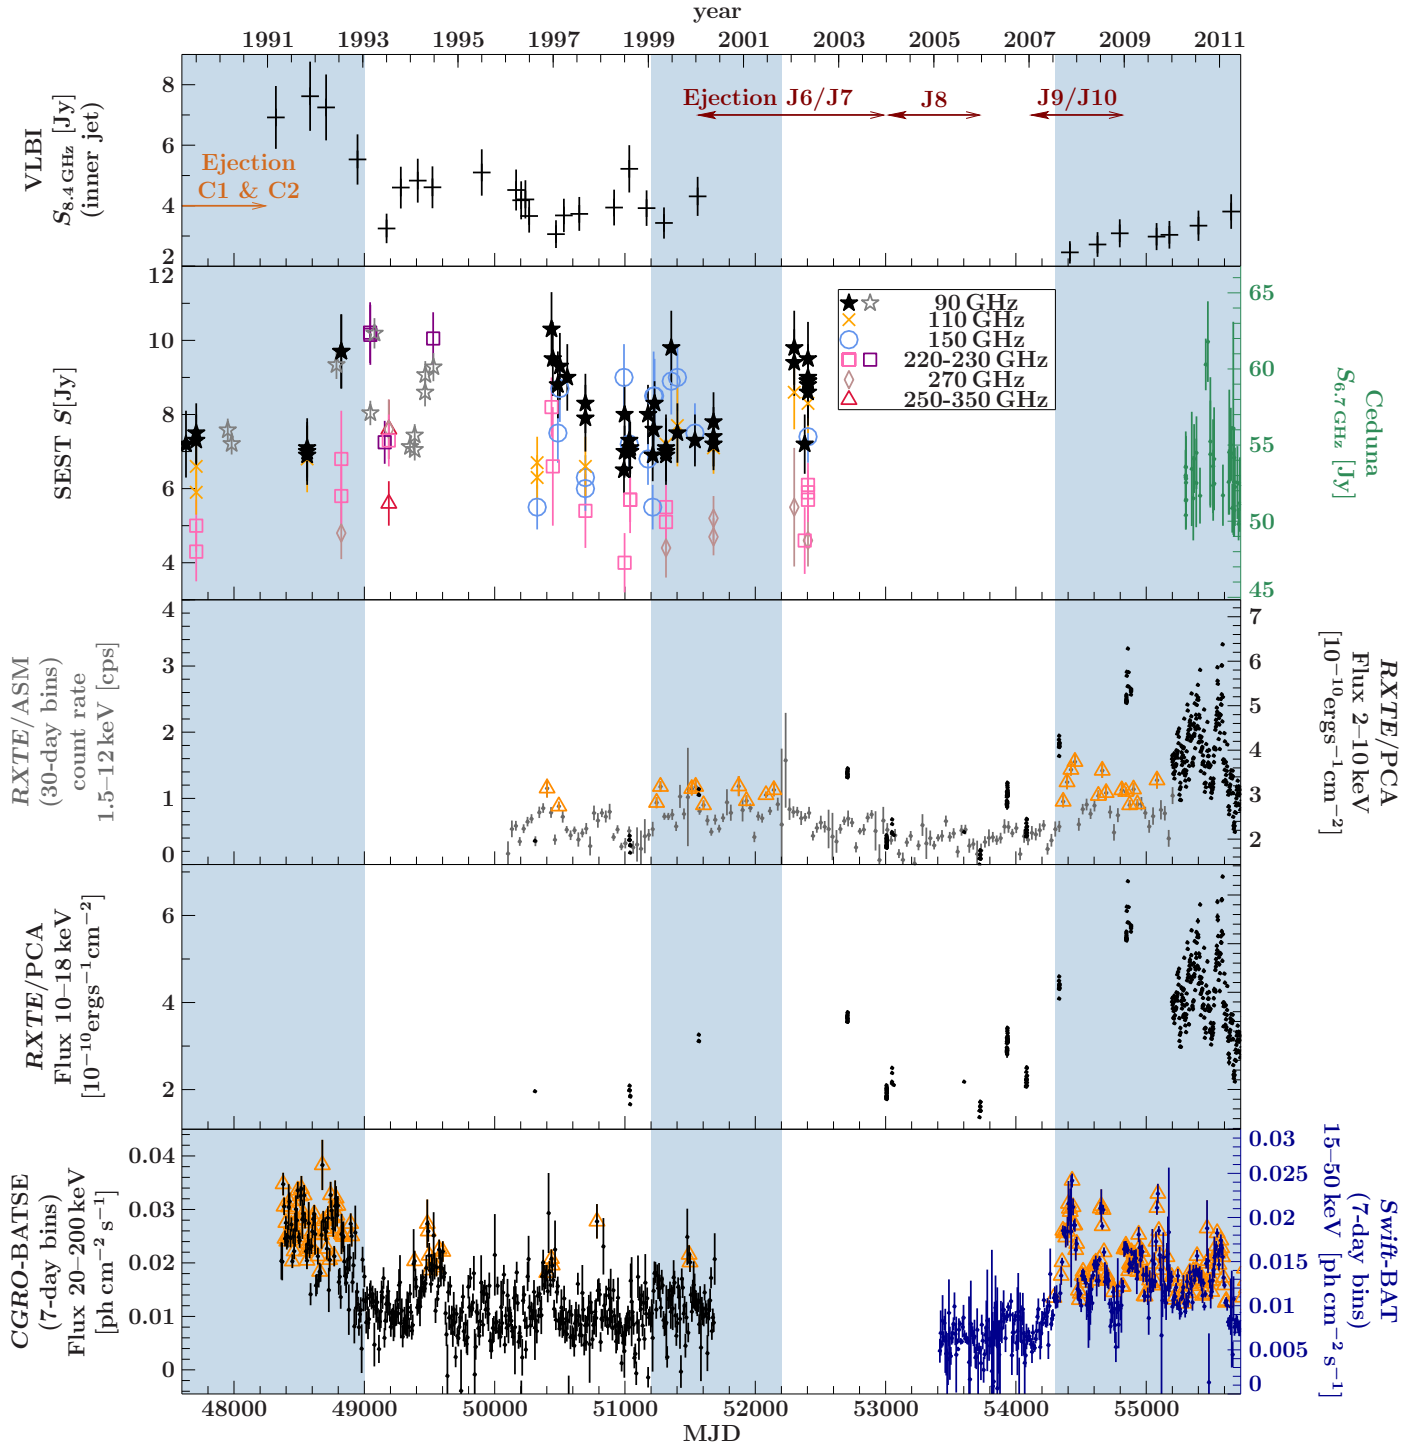 year
1991 1993 1995 1997 1999 2001 2003 2005 2007 2009 2011
VLBI
S8.4 GHz [Jy]
(inner jet)
8
6
4
2
Ejection
C1 & C2
Ejection J6/J7
J8
J9/J10
SEST S[Jy]
12
10
8
6
4
90 GHz
110 GHz
150 GHz
220-230 GHz
270 GHz
250-350 GHz
65
60
55
50
45
Ceduna
S6.7 GHz [Jy]
RXTE/ASM
(30-day bins)
count rate
1.5–12 keV [cps]
4
3
2
1
0
7
6
5
4
3
2
RXTE/PCA
Flux 2–10 keV
[10⁻¹⁰ergs⁻¹cm⁻²]
RXTE/PCA
Flux 10–18 keV
[10⁻¹⁰ergs⁻¹cm⁻²]
6
4
2
CGRO-BATSE
(7-day bins)
Flux 20–200 keV
[ph cm⁻² s⁻¹]
0.04
0.03
0.02
0.01
0
0.03
0.025
0.02
0.015
0.01
0.005
0
Swift-BAT
(7-day bins)
15–50 keV [ph cm⁻² s⁻¹]
48000 49000 50000 51000 52000 53000 54000 55000
MJD